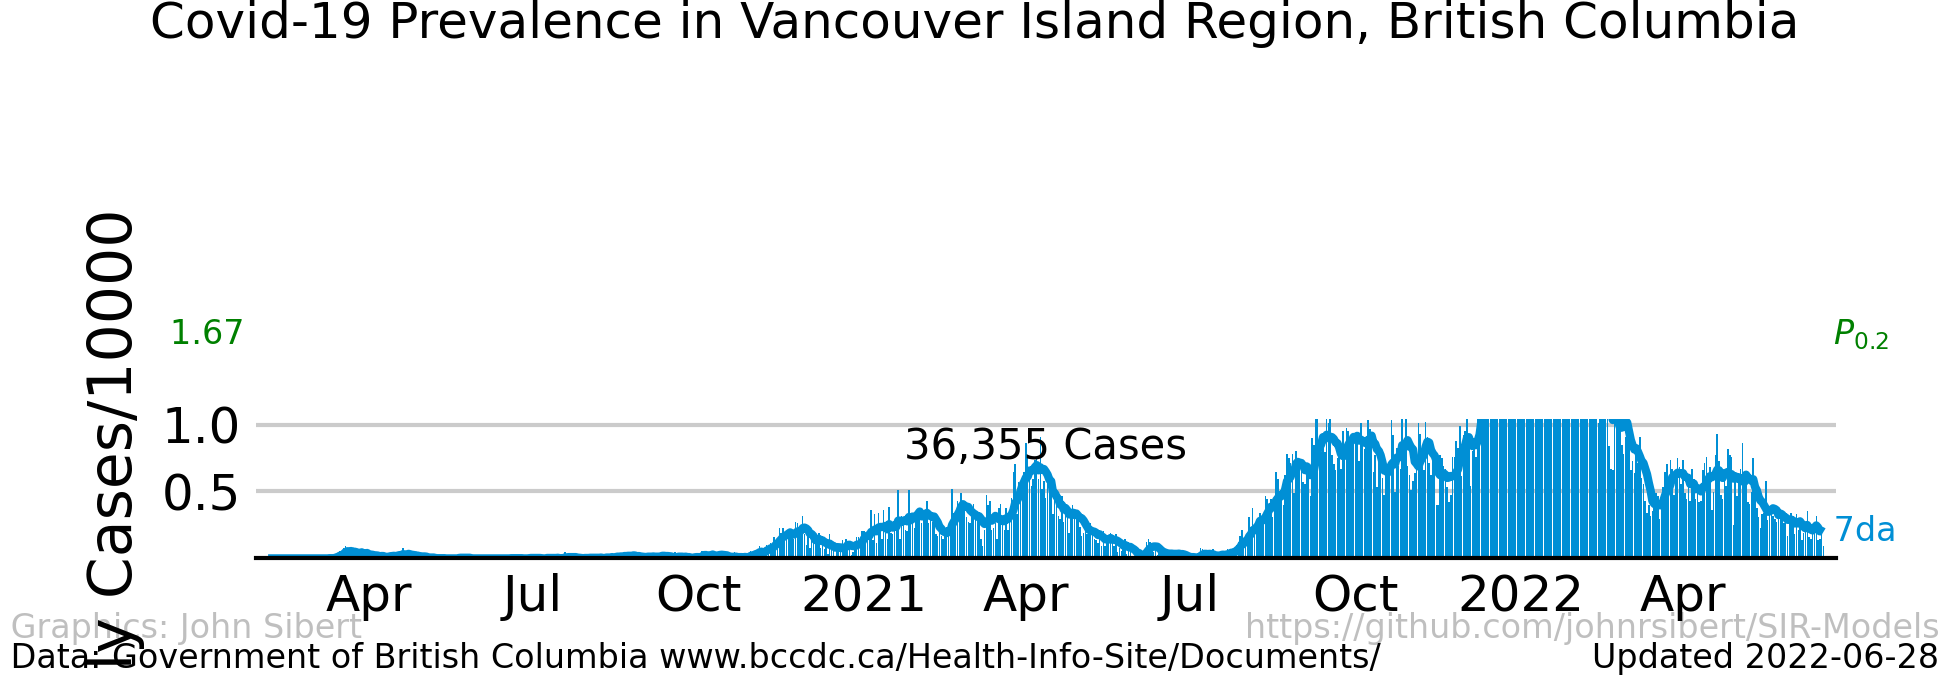 Covid-19 Prevalence in Vancouver Island Region, British Columbia
ly Cases/10000
1.67
P0.2
1.0
36,355 Cases
0.5
7da
Apr Jul Oct 2021 Apr Jul Oct 2022 Apr
Graphics: John Sibert
https://github.com/johnrsibert/SIR-Models
Data: Government of British Columbia www.bccdc.ca/Health-Info-Site/Documents/
Updated 2022-06-28